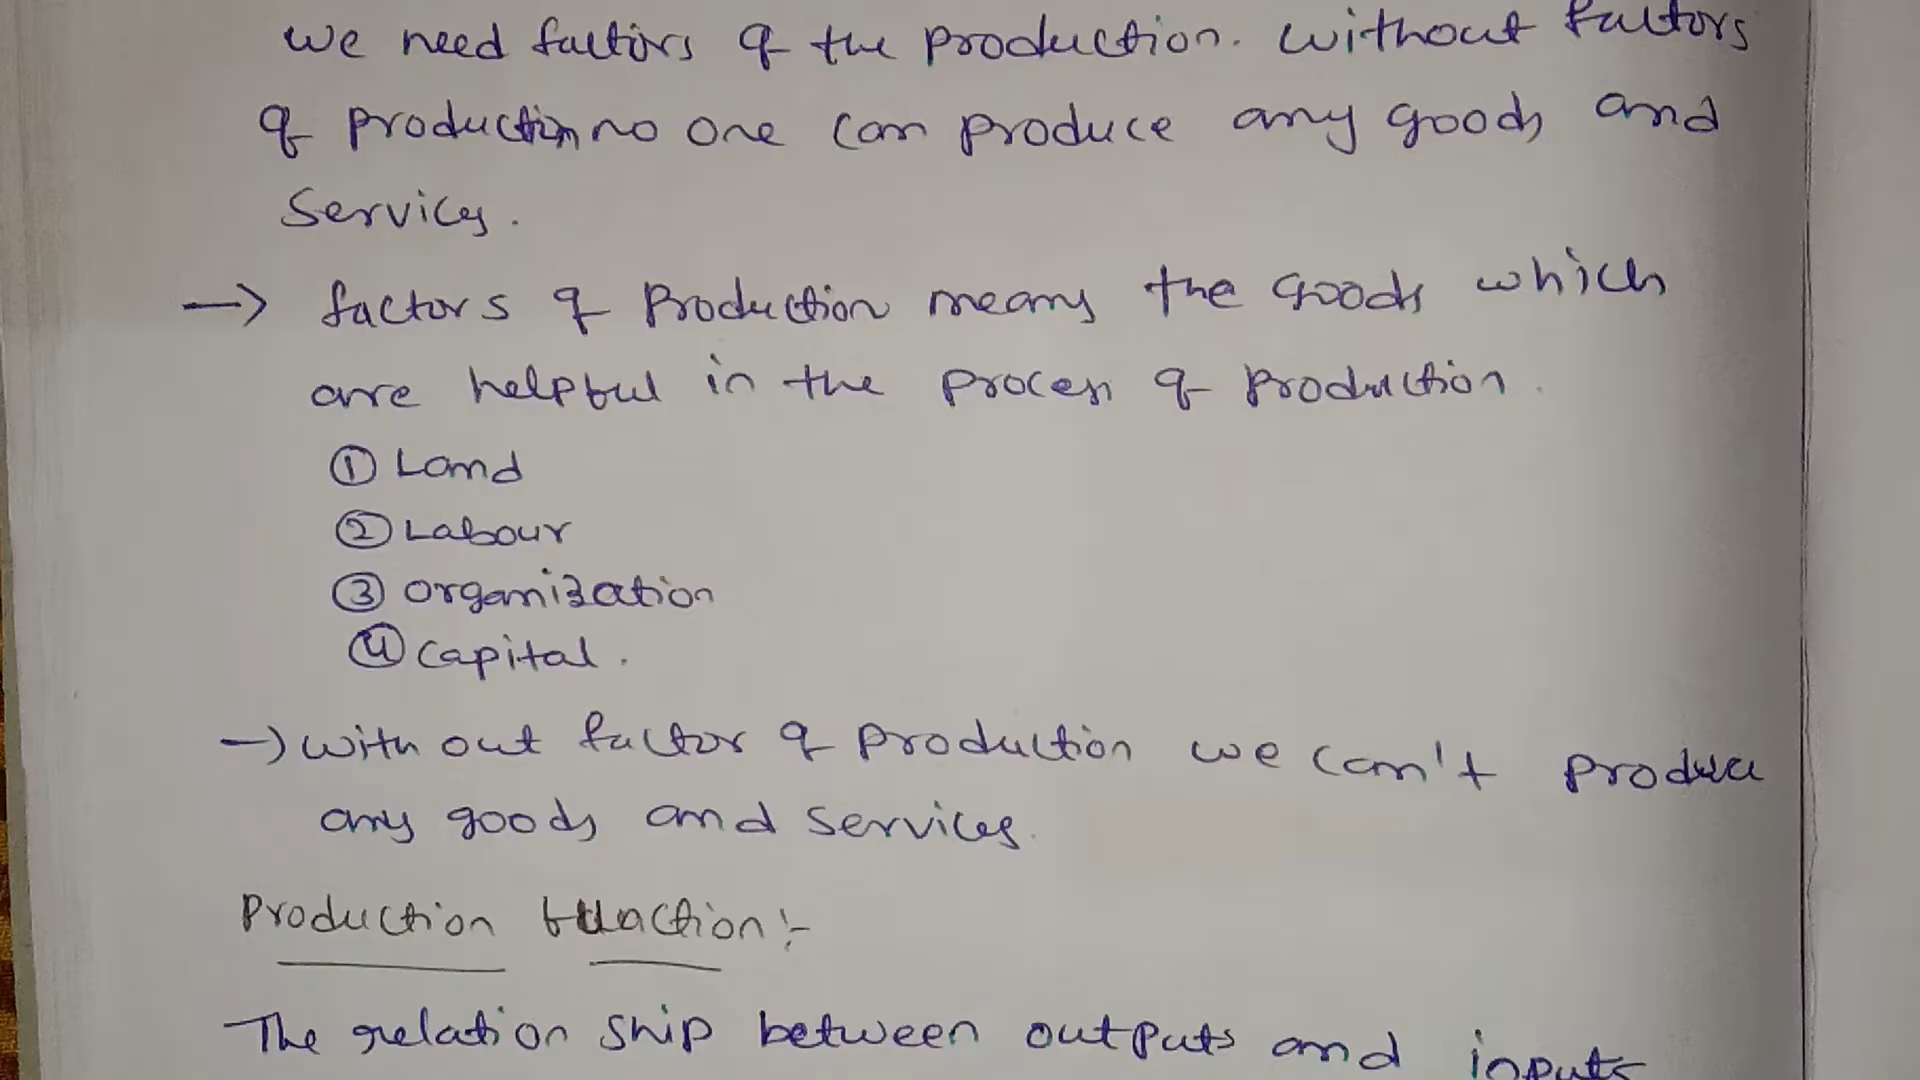 we need factors of the production. without factors
of production no one can produce any goods and
services.
→ factors of Production means the Goods which
are helpful in the process of production.
① Land
② Labour
③ organization
④ capital.
→ with out factor of production we can't produce
any goods and services.
Production function:-
The relation ship between outputs and inputs